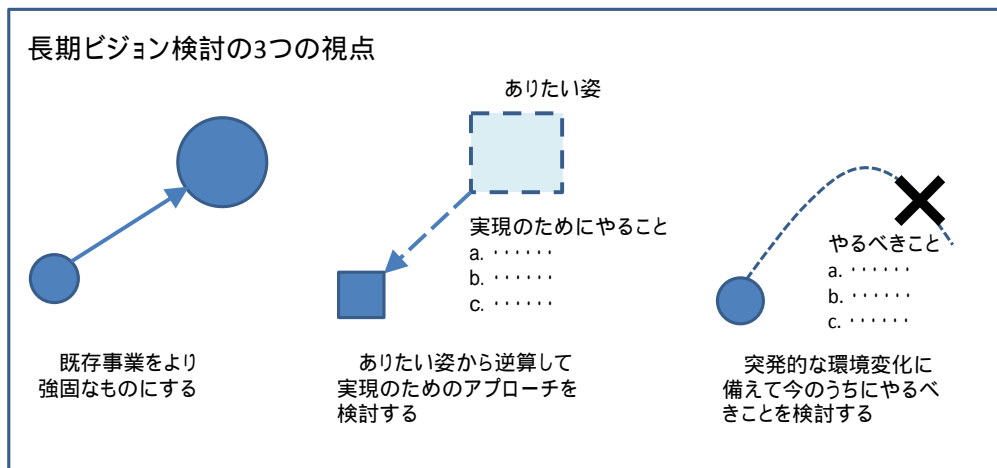 長期ビジョン検討の3つの視点
既存事業をより
強固なものにする
ありたい姿
実現のためにやること
a. ‥‥‥
b. ‥‥‥
c. ‥‥‥
ありたい姿から逆算して
実現のためのアプローチを
検討する
やるべきこと
a. ‥‥‥
b. ‥‥‥
c. ‥‥‥
突発的な環境変化に
備えて今のうちにやるべ
きことを検討する